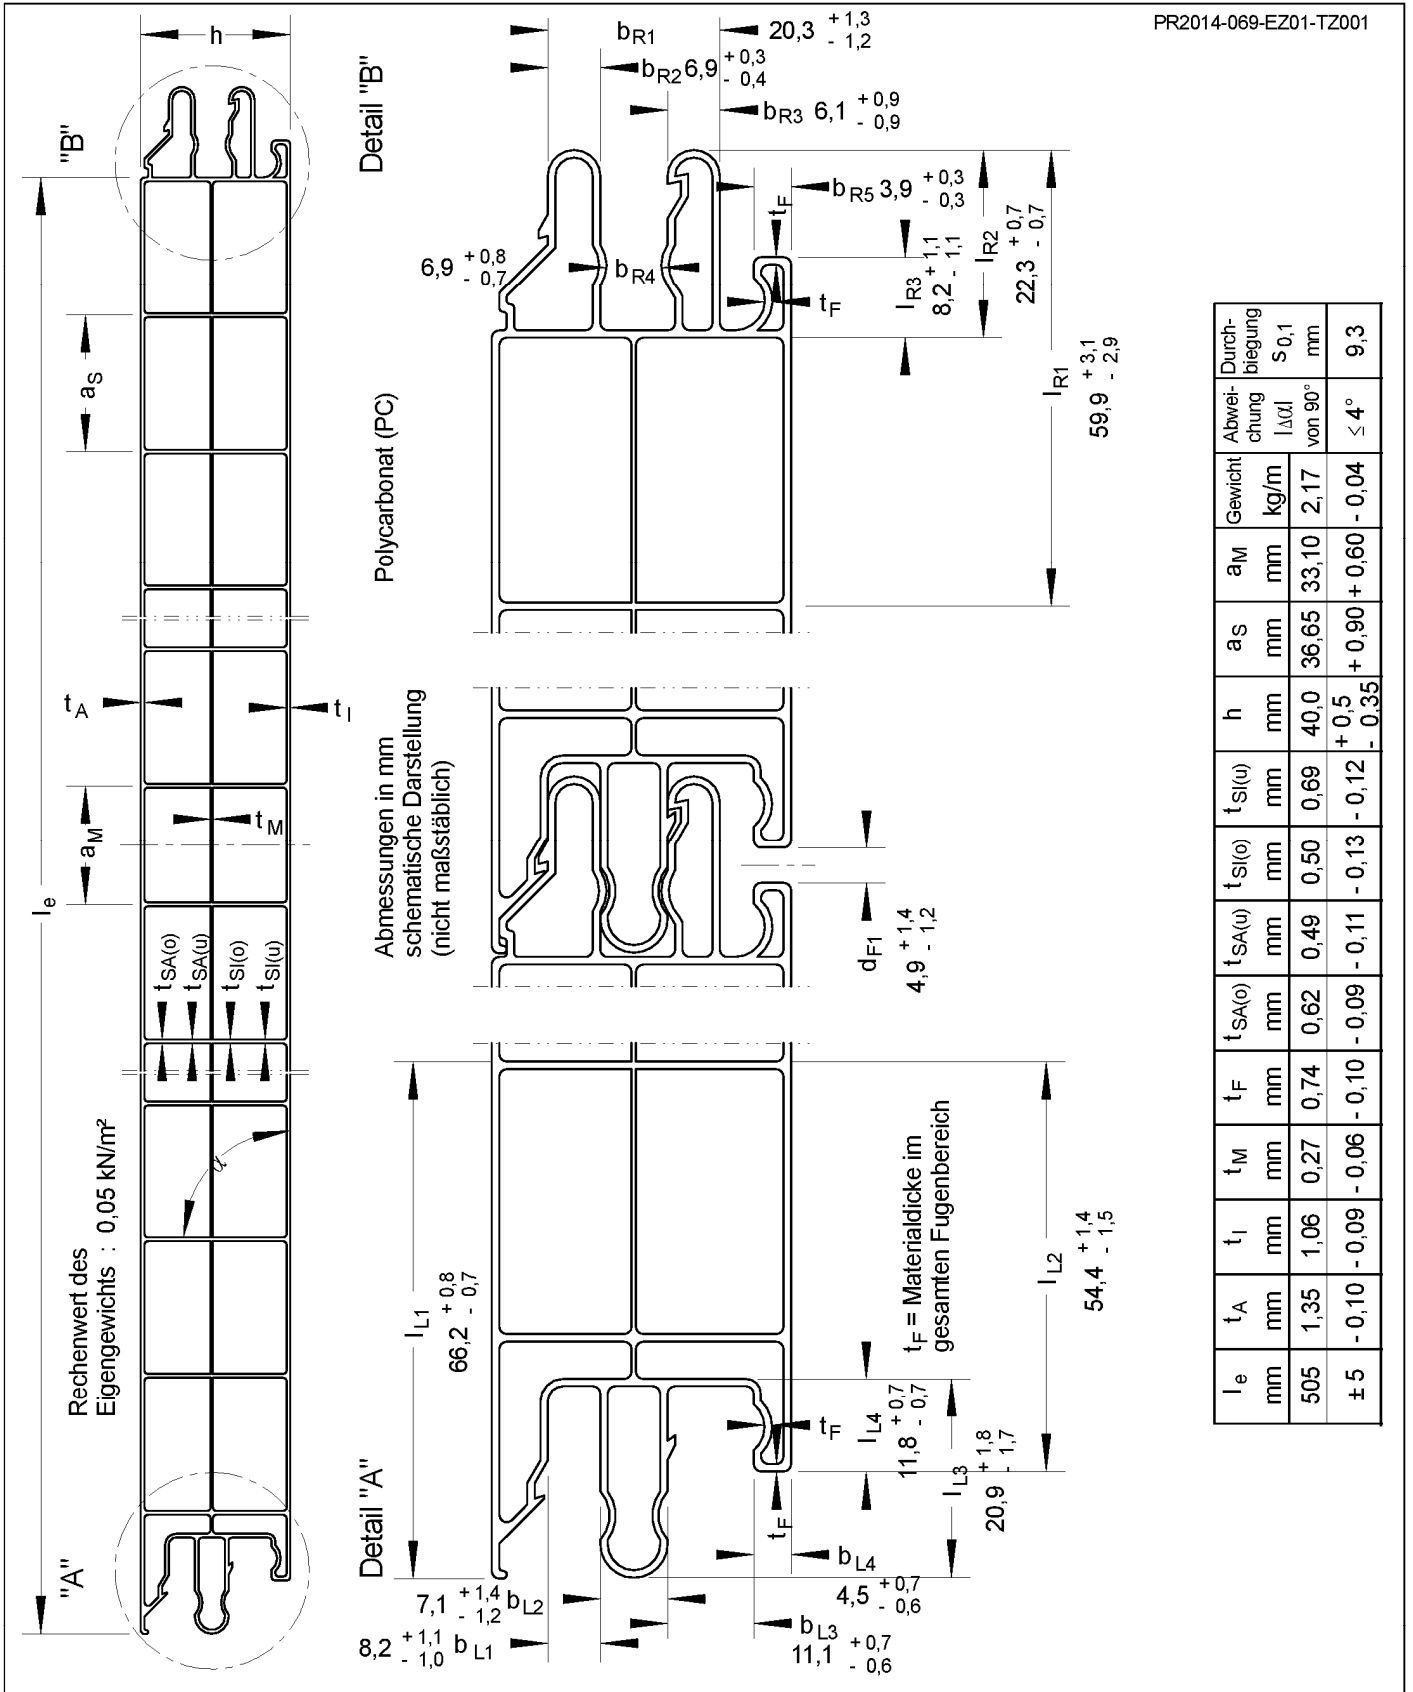 PR2014-069-EZ01-TZ001
h
"B"
a S
t A
t I
a M
t M
l e
t SA(o)
t SA(u)
t SI(o)
t SI(u)
α
Rechenwert des
Eigengewichts : 0,05 kN/m²
"A"
Detail "B"
b R1 20,3 + 1,3 - 1,2
b R2 6,9 + 0,3 - 0,4
b R3 6,1 + 0,9 - 0,9
b R5 3,9 + 0,3 - 0,3
6,9 + 0,8 - 0,7 b R4
t F
t F
l R3 8,2 + 1,1 - 1,1
l R2 22,3 + 0,7 - 0,7
l R1 59,9 + 3,1 - 2,9
Polycarbonat (PC)
Abmessungen in mm
schematische Darstellung
(nicht maßstäblich)
d F1 4,9 + 1,4 - 1,2
Detail "A"
l L1 66,2 + 0,8 - 0,7
t F = Materialdicke im
gesamten Fugenbereich
l L2 54,4 + 1,4 - 1,5
l L4 11,8 + 0,7 - 0,7
l L3 20,9 + 1,8 - 1,7
t F
t F
b L4 4,5 + 0,7 - 0,6
7,1 + 1,4 - 1,2 b L2
b L3 11,1 + 0,7 - 0,6
8,2 + 1,1 - 1,0 b L1
l e t A t I t M t F t SA(o) t SA(u) t SI(o) t SI(u) h a S a M Gewicht Abwei- chung |Δα| von 90° Durch- biegung s 0,1 mm
mm mm mm mm mm mm mm mm mm mm mm mm kg/m
505 1,35 1,06 0,27 0,74 0,62 0,49 0,50 0,69 40,0 36,65 33,10 2,17 ≤ 4° 9,3
± 5 - 0,10 - 0,09 - 0,06 - 0,10 - 0,09 - 0,11 - 0,13 - 0,12 + 0,5 - 0,35 + 0,90 + 0,60 - 0,04